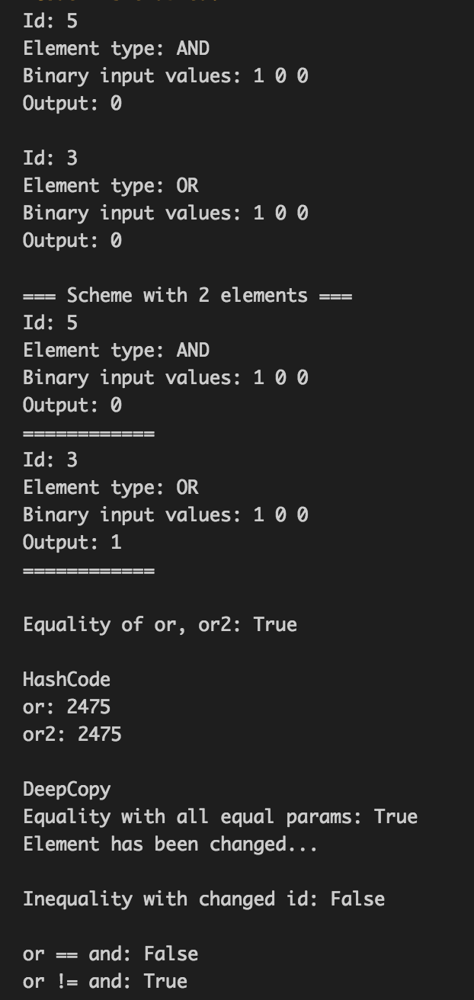 Id: 5
Element type: AND
Binary input values: 1 0 0
Output: 0
Id: 3
Element type: OR
Binary input values: 1 0 0
Output: 0
=== Scheme with 2 elements ===
Id: 5
Element type: AND
Binary input values: 1 0 0
Output: 0
============
Id: 3
Element type: OR
Binary input values: 1 0 0
Output: 1
============
Equality of or, or2: True
HashCode
or: 2475
or2: 2475
DeepCopy
Equality with all equal params: True
Element has been changed...
Inequality with changed id: False
or == and: False
or != and: True